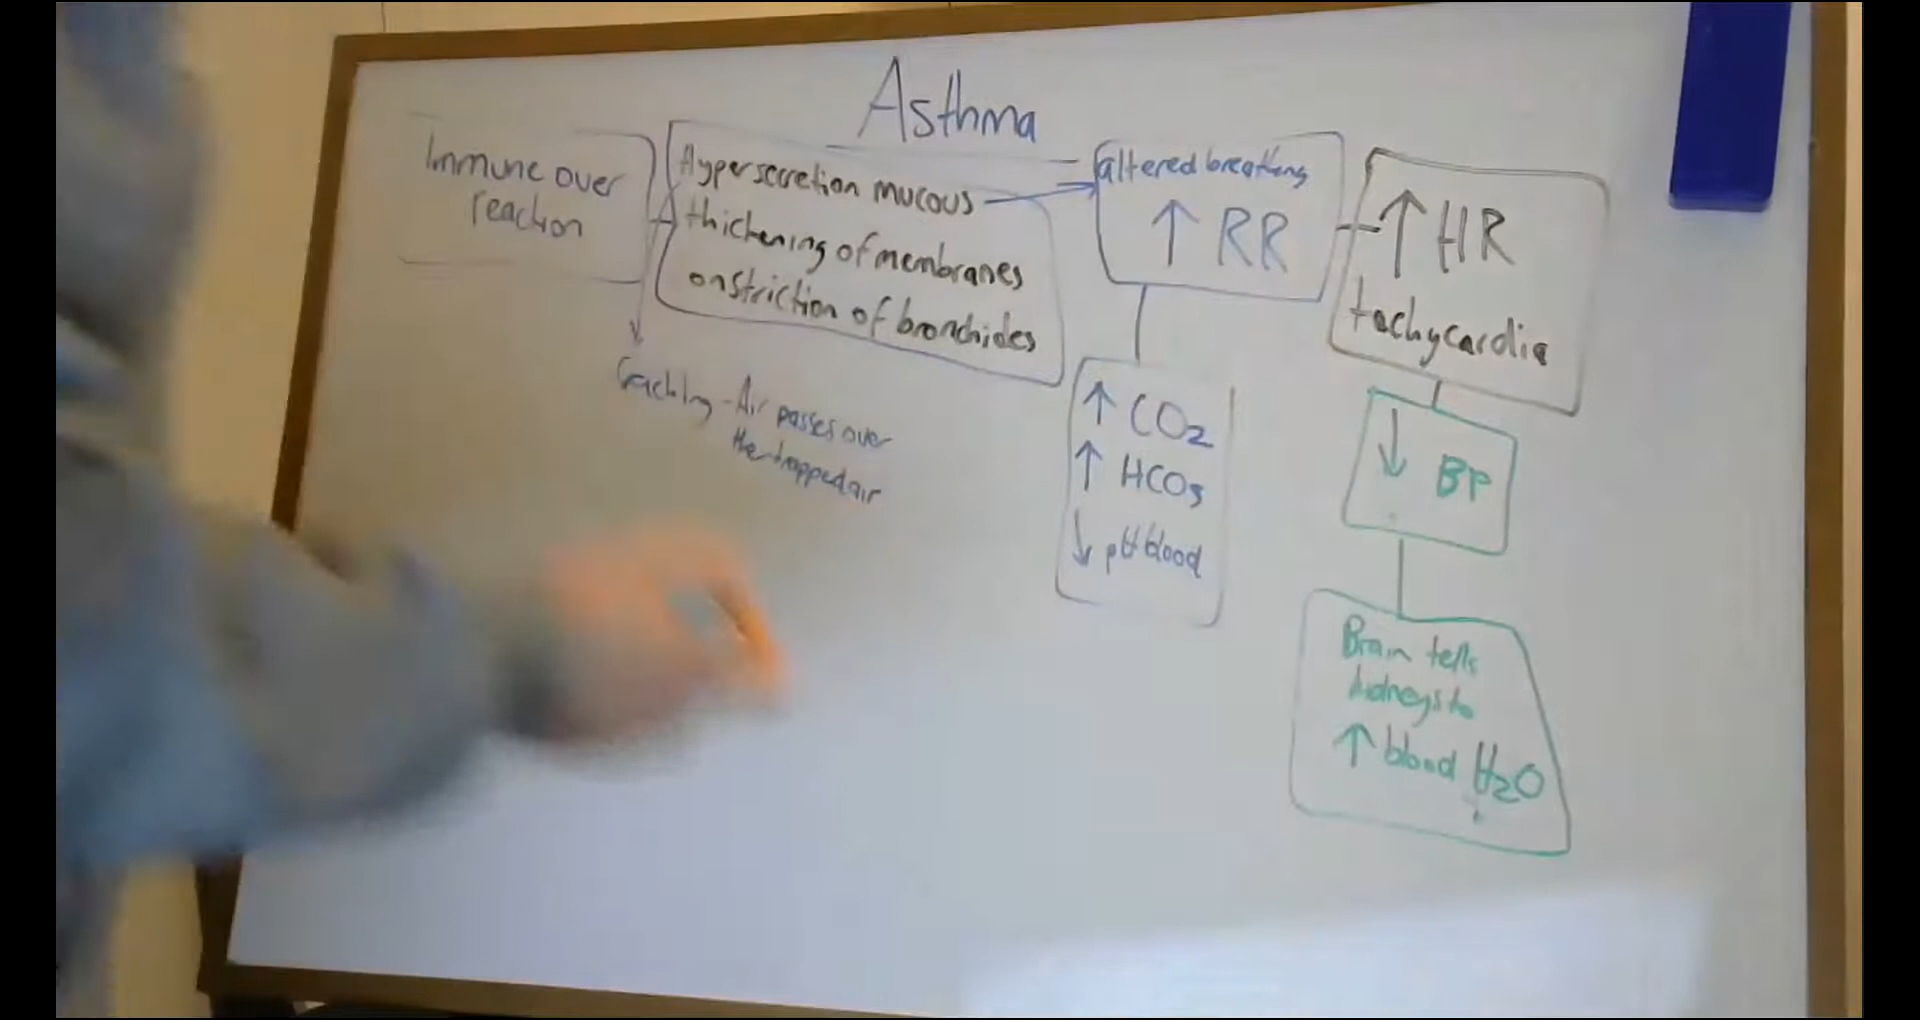 Asthma
Immune over
reaction
Hypersecretion mucous
thickening of membranes
onstriction of bronchides
Crackling - Air passes over
the trapped air
altered breathing
↑ RR
↑ CO₂
↑ HCO₃
↓ pH blood
↑ HR
tachycardia
↓ BP
Brain tells
kidneys to
↑ blood H₂O